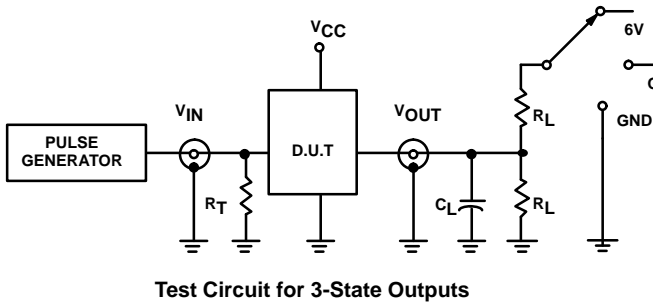 VCC
6V
VIN
VOUT
RL
GND
PULSE
GENERATOR
D.U.T
RT
CL
RL
Test Circuit for 3-State Outputs